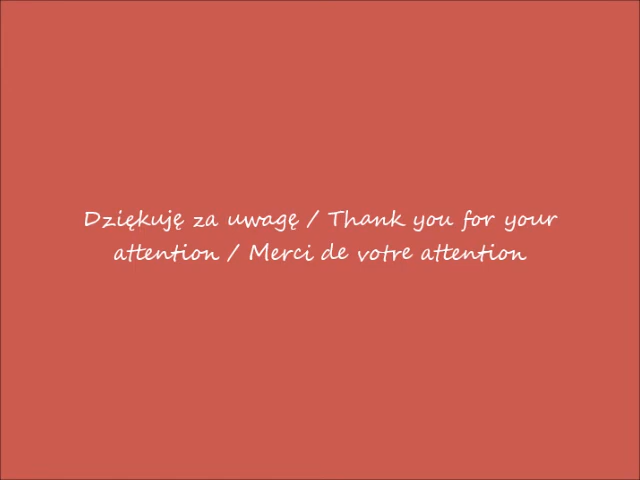 Dziękuję za uwagę / Thank you for your
attention / Merci de votre attention